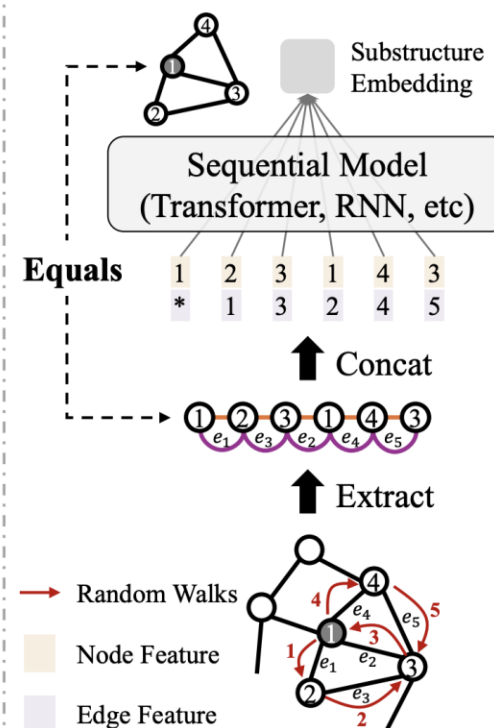 4
1
3
2
Substructure
Embedding
Sequential Model
(Transformer, RNN, etc)
Equals
1 2 3 1 4 3
* 1 3 2 4 5
Concat
1 2 3 1 4 3
e1 e3 e2 e4 e5
Extract
Random Walks
Node Feature
Edge Feature
4
4
e4
5
e5
1
3
1
e1
e2
3
2
e3
2